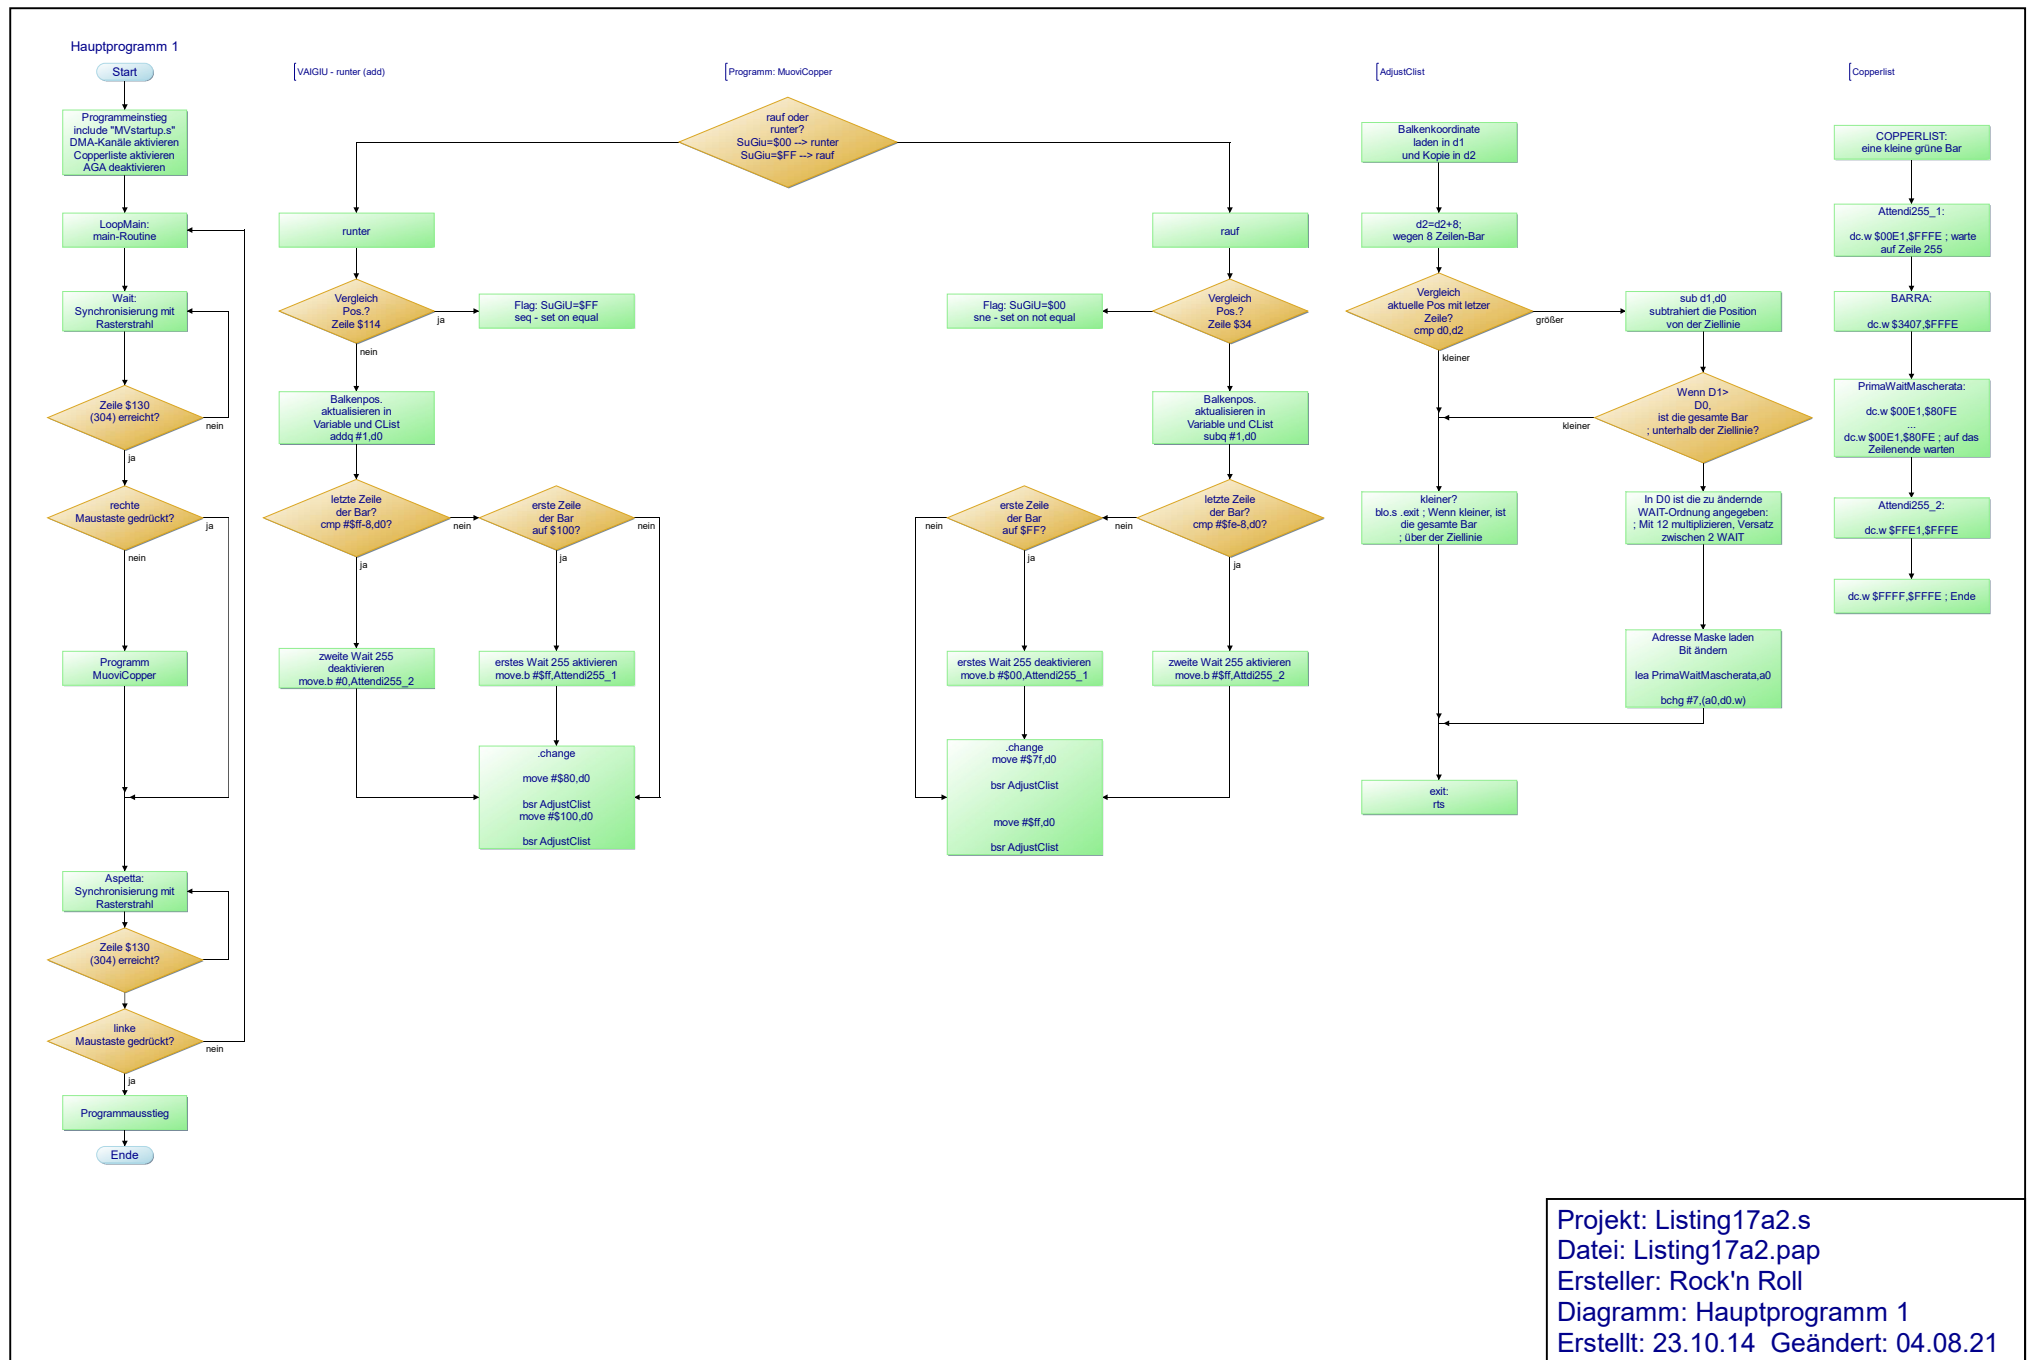 Hauptprogramm 1
Start
Programmeinstieg
include "MVstartup.s"
DMA-Kanäle aktivieren
Copperliste aktivieren
AGA deaktivieren
LoopMain:
main-Routine
Wait:
Synchronisierung mit
Rasterstrahl
Zeile $130
(304) erreicht?
nein
ja
rechte
Maustaste gedrückt?
ja
nein
Programm
MuoviCopper
Aspetta:
Synchronisierung mit
Rasterstrahl
Zeile $130
(304) erreicht?
linke
Maustaste gedrückt?
nein
ja
Programmausstieg
Ende
VAIGIU - runter (add)
Programm: MuoviCopper
rauf oder
runter?
SuGiu=$00 --> runter
SuGiu=$FF --> rauf
runter
Vergleich
Pos.?
Zeile $114
ja
Flag: SuGiU=$FF
seq - set on equal
nein
Balkenpos.
aktualisieren in
Variable und CList
addq #1,d0
letzte Zeile
der Bar?
cmp #$ff-8,d0?
nein
ja
erste Zeile
der Bar
auf $100?
nein
ja
zweite Wait 255
deaktivieren
move.b #0,Attendi255_2
erstes Wait 255 aktivieren
move.b #$ff,Attendi255_1
.change
move #$80,d0
bsr AdjustClist
move #$100,d0
bsr AdjustClist
rauf
Vergleich
Pos.?
Zeile $34
Flag: SuGiU=$00
sne - set on not equal
Balkenpos.
aktualisieren in
Variable und CList
subq #1,d0
letzte Zeile
der Bar?
cmp #$fe-8,d0?
nein
ja
erste Zeile
der Bar
auf $FF?
nein
ja
erstes Wait 255 deaktivieren
move.b #$00,Attendi255_1
zweite Wait 255 aktivieren
move.b #$ff,Attdi255_2
.change
move #$7f,d0
bsr AdjustClist
move #$ff,d0
bsr AdjustClist
AdjustClist
Balkenkoordinate
laden in d1
und Kopie in d2
d2=d2+8;
wegen 8 Zeilen-Bar
Vergleich
aktuelle Pos mit letzer
Zeile?
cmp d0,d2
größer
kleiner
sub d1,d0
subtrahiert die Position
von der Ziellinie
Wenn D1>
D0,
ist die gesamte Bar
; unterhalb der Ziellinie?
kleiner
kleiner?
blo.s .exit ; Wenn kleiner, ist
die gesamte Bar
; über der Ziellinie
In D0 ist die zu ändernde
WAIT-Ordnung angegeben:
; Mit 12 multiplizieren, Versatz
zwischen 2 WAIT
Adresse Maske laden
Bit ändern
lea PrimaWaitMascherata,a0
bchg #7,(a0,d0.w)
exit:
rts
Copperlist
COPPERLIST:
eine kleine grüne Bar
Attendi255_1:
dc.w $00E1,$FFFE ; warte
auf Zeile 255
BARRA:
dc.w $3407,$FFFE
PrimaWaitMascherata:
dc.w $00E1,$80FE
...
dc.w $00E1,$80FE ; auf das
Zeilenende warten
Attendi255_2:
dc.w $FFE1,$FFFE
dc.w $FFFF,$FFFE ; Ende
Projekt: Listing17a2.s
Datei: Listing17a2.pap
Ersteller: Rock'n Roll
Diagramm: Hauptprogramm 1
Erstellt: 23.10.14 Geändert: 04.08.21